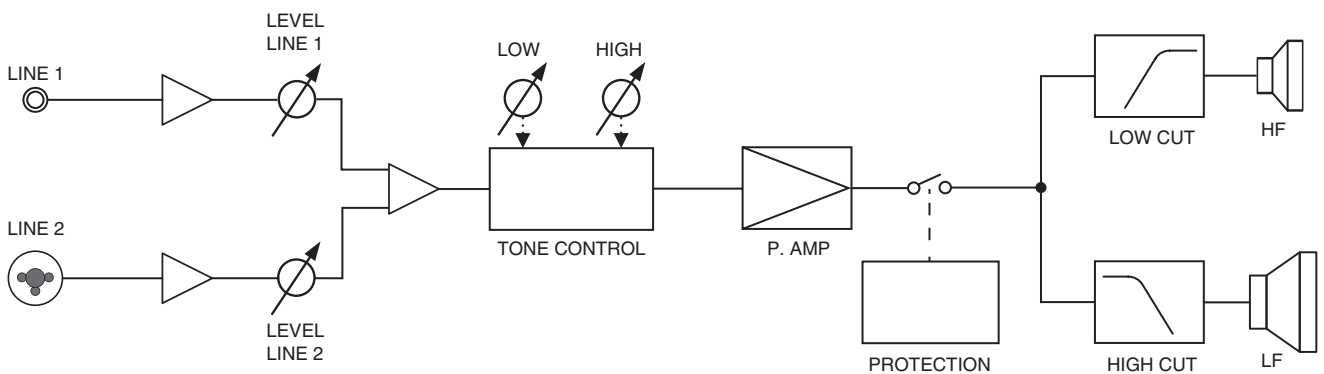 LEVEL
LINE 1
LINE 1
LOW
HIGH
LOW CUT
HF
LINE 2
TONE CONTROL
P. AMP
LEVEL
LINE 2
PROTECTION
HIGH CUT
LF